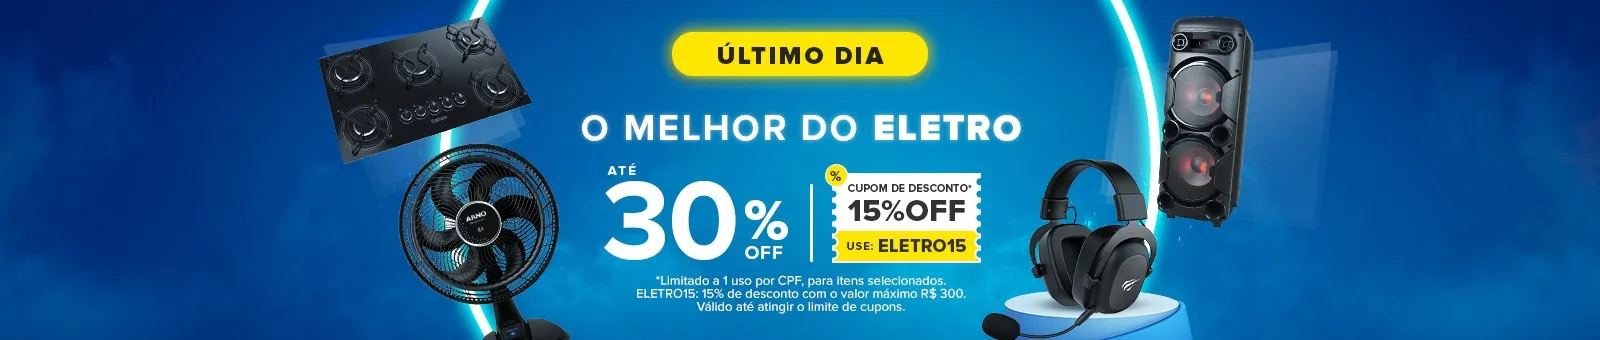 ÚLTIMO DIA
O MELHOR DO ELETRO
ATÉ
30%
OFF
%
CUPOM DE DESCONTO*
15%OFF
USE: ELETRO15
*Limitado a 1 uso por CPF, para itens selecionados.
ELETRO15: 15% de desconto com o valor máximo R$ 300.
Válido até atingir o limite de cupons.
ARNO